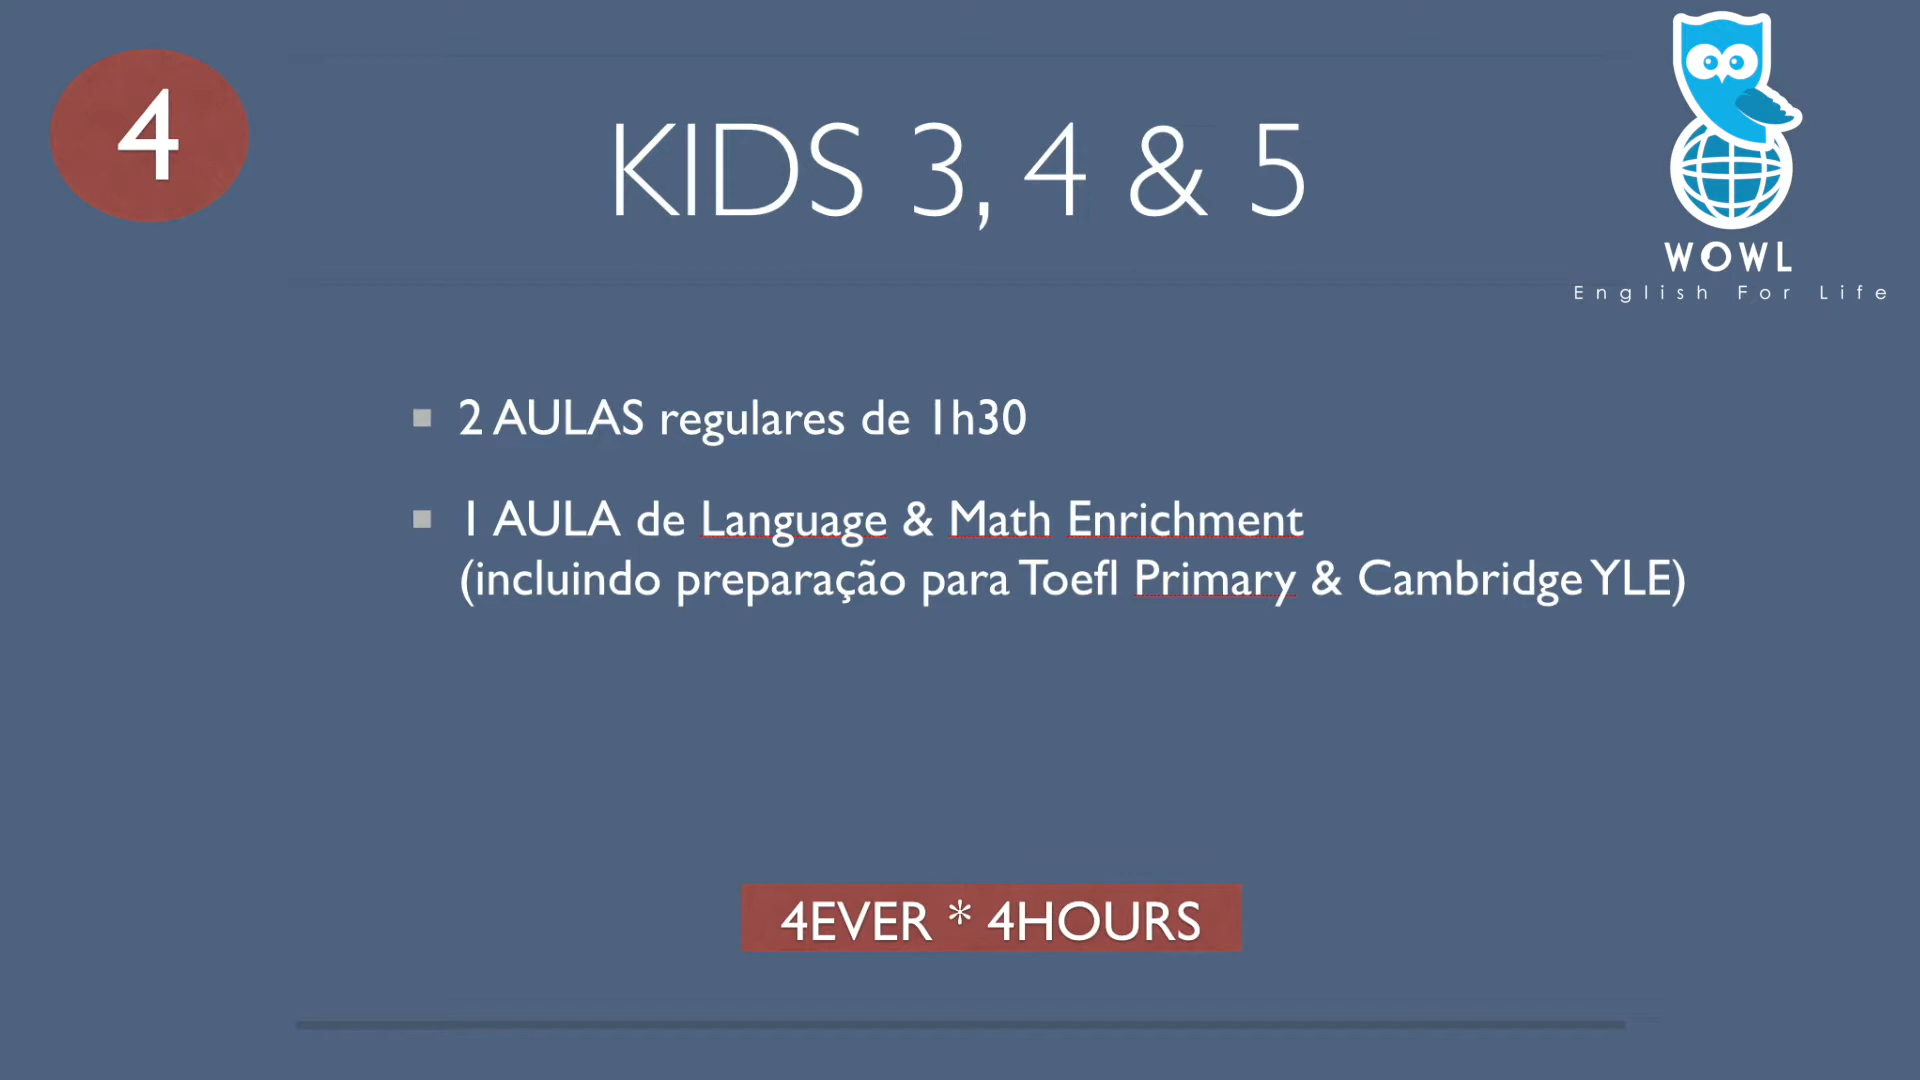 4
KIDS 3, 4 & 5
WOWL
English For Life
2 AULAS regulares de 1h30
1 AULA de Language & Math Enrichment
(incluindo preparação para Toefl Primary & Cambridge YLE)
4EVER * 4HOURS